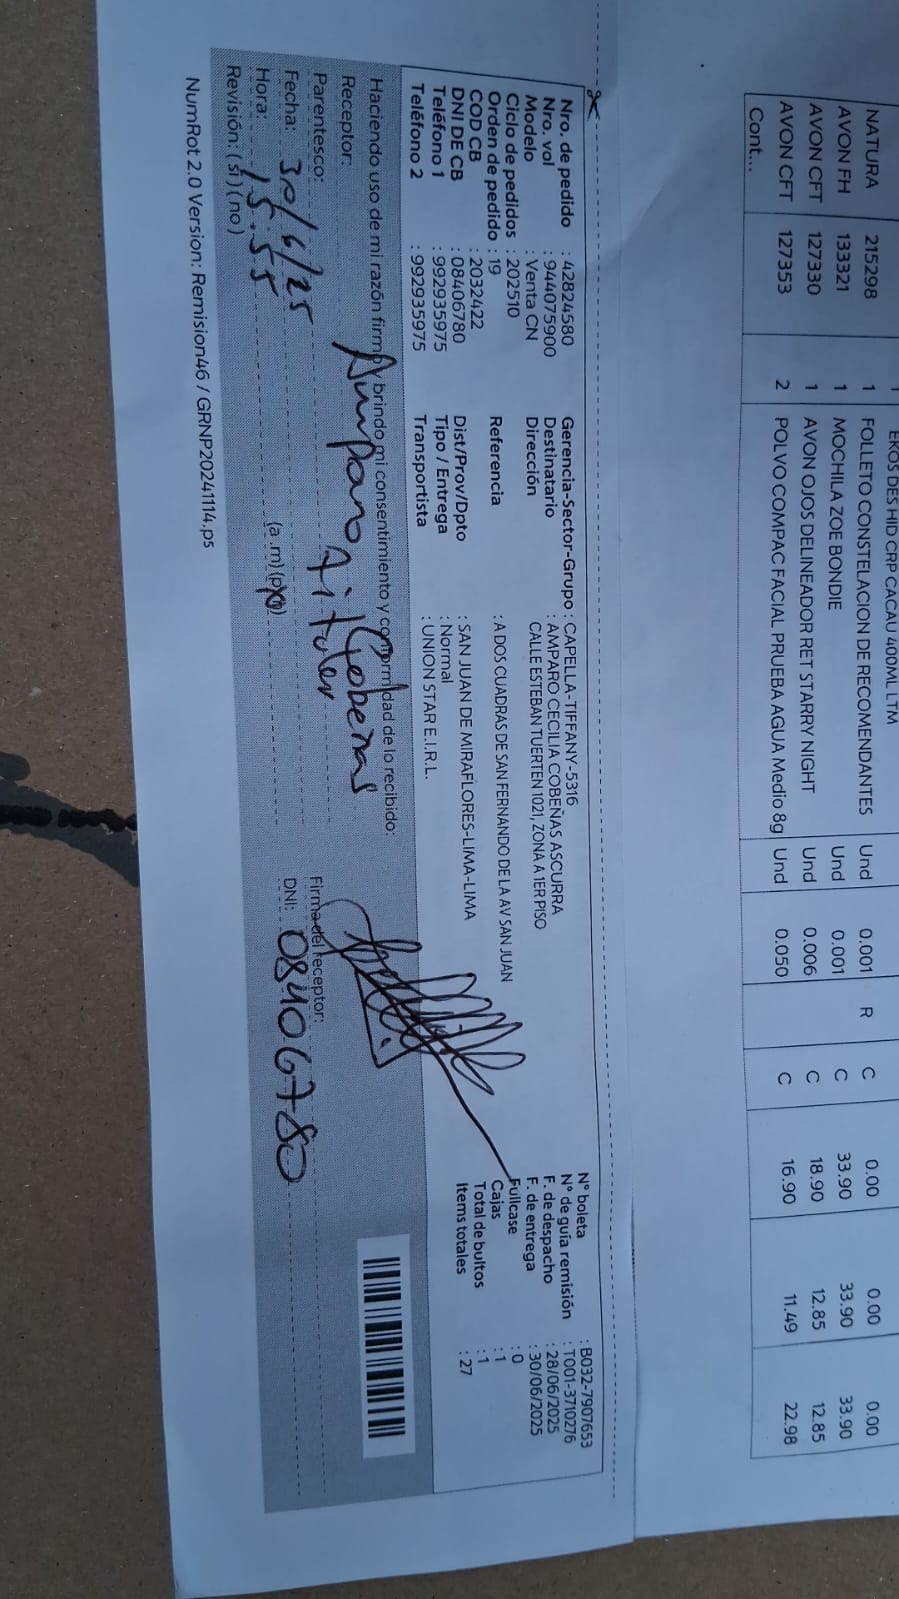 EKOS DES HID CRP CACAU 400ML LTM
NATURA 215298 1 FOLLETO CONSTELACION DE RECOMENDANTES Und 0.001 R C 0.00 0.00 0.00
AVON FH 133321 1 MOCHILA ZOE BONDIE Und 0.001 C 33.90 33.90 33.90
AVON CFT 127330 1 AVON OJOS DELINEADOR RET STARRY NIGHT Und 0.006 C 18.90 12.85 12.85
AVON CFT 127353 2 POLVO COMPAC FACIAL PRUEBA AGUA Medio 8g Und 0.050 C 16.90 11.49 22.98
Cont...
Nro. de pedido : 42824580
Nro. vol : 944075900
Modelo : Venta CN
Ciclo de pedidos : 202510
Orden de pedido : 19
COD CB : 2032422
DNI DE CB : 08406780
Teléfono 1 : 992935975
Teléfono 2 : 992935975
Gerencia-Sector-Grupo : CAPELLA-TIFFANY-5316
Destinatario : AMPARO CECILIA COBEÑAS ASCURRA
Dirección CALLE ESTEBAN TUERTEN 1021, ZONA A 1ER PISO
Referencia : A DOS CUADRAS DE SAN FERNANDO DE LA AV SAN JUAN
Dist/Prov/Dpto : SAN JUAN DE MIRAFLORES-LIMA-LIMA
Tipo / Entrega : Normal
Transportista : UNION STAR E.I.R.L.
N° boleta : B032-7907653
N° de guía remisión : T001-3710276
F. de despacho : 28/06/2025
F. de entrega : 30/06/2025
Fullcase : 0
Cajas : 1
Total de bultos : 1
Items totales : 27
Haciendo uso de mi razón firmo, brindo mi consentimiento y conformidad de lo recibido:
Receptor: Amparo Cobeñas
Parentesco: Titular
Firma del receptor:
Fecha: 30/6/25
DNI: 08406780
Hora: 15:55 (a.m)(pm)
Revisión: (si) (no)
NumRot 2.0 Version: Remision46 / GRNP20241114.ps